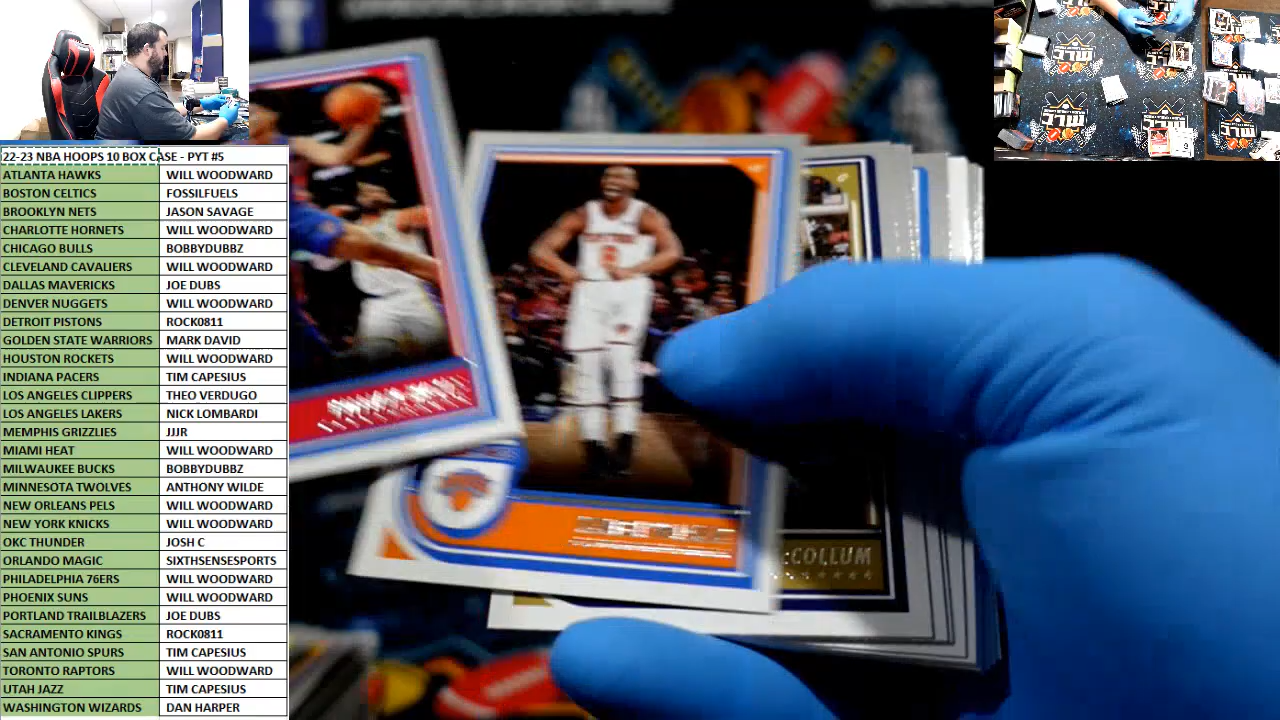 22-23 NBA HOOPS 10 BOX CASE - PYT #5
ATLANTA HAWKS WILL WOODWARD
BOSTON CELTICS FOSSILFUELS
BROOKLYN NETS JASON SAVAGE
CHARLOTTE HORNETS WILL WOODWARD
CHICAGO BULLS BOBBYDUBBZ
CLEVELAND CAVALIERS WILL WOODWARD
DALLAS MAVERICKS JOE DUBS
DENVER NUGGETS WILL WOODWARD
DETROIT PISTONS ROCK0811
GOLDEN STATE WARRIORS MARK DAVID
HOUSTON ROCKETS WILL WOODWARD
INDIANA PACERS TIM CAPESIUS
LOS ANGELES CLIPPERS THEO VERDUGO
LOS ANGELES LAKERS NICK LOMBARDI
MEMPHIS GRIZZLIES JJJR
MIAMI HEAT WILL WOODWARD
MILWAUKEE BUCKS BOBBYDUBBZ
MINNESOTA TWOLVES ANTHONY WILDE
NEW ORLEANS PELS WILL WOODWARD
NEW YORK KNICKS WILL WOODWARD
OKC THUNDER JOSH C
ORLANDO MAGIC SIXTHSENSESPORTS
PHILADELPHIA 76ERS WILL WOODWARD
PHOENIX SUNS WILL WOODWARD
PORTLAND TRAILBLAZERS JOE DUBS
SACRAMENTO KINGS ROCK0811
SAN ANTONIO SPURS TIM CAPESIUS
TORONTO RAPTORS WILL WOODWARD
UTAH JAZZ TIM CAPESIUS
WASHINGTON WIZARDS DAN HARPER
COLLUM